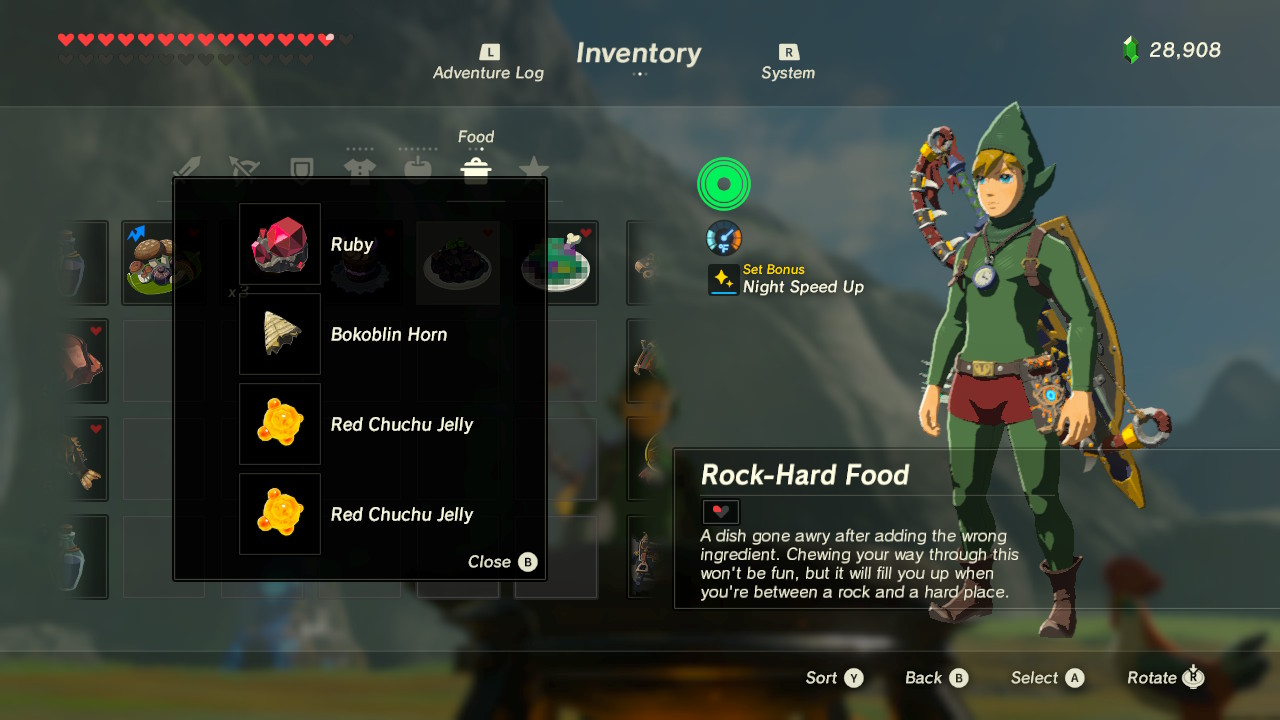 L
Adventure Log
Inventory
R
System
28,908
Food
Ruby
x3
Bokoblin Horn
Red Chuchu Jelly
Red Chuchu Jelly
Close B
°F
Set Bonus
Night Speed Up
Rock-Hard Food
A dish gone awry after adding the wrong
ingredient. Chewing your way through this
won't be fun, but it will fill you up when
you're between a rock and a hard place.
Sort Y
Back B
Select A
Rotate R